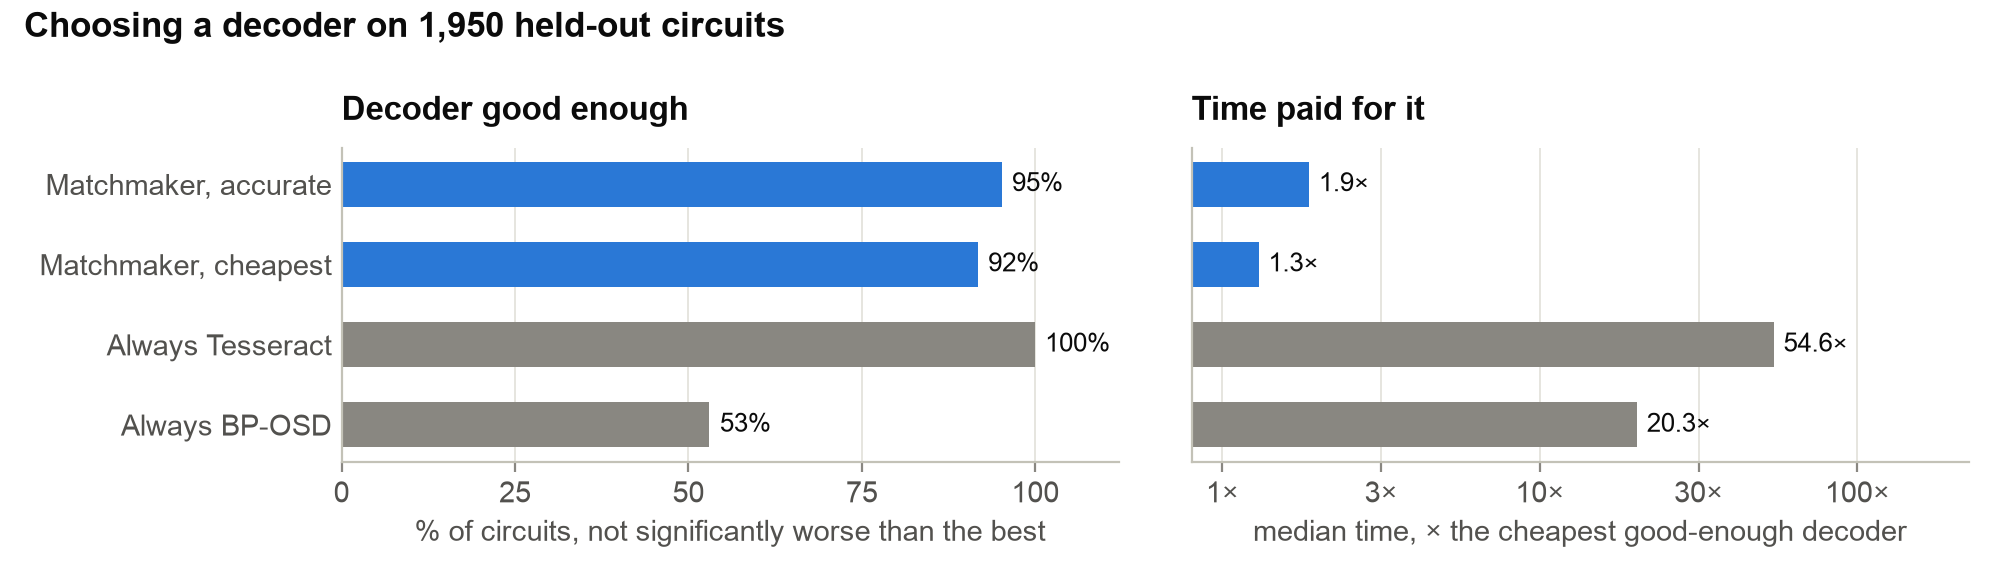 Choosing a decoder on 1,950 held-out circuits
Decoder good enough
Matchmaker, accurate
95%
Matchmaker, cheapest
92%
Always Tesseract
100%
Always BP-OSD
53%
0 25 50 75 100
% of circuits, not significantly worse than the best
Time paid for it
1.9×
1.3×
54.6×
20.3×
1× 3× 10× 30× 100×
median time, × the cheapest good-enough decoder